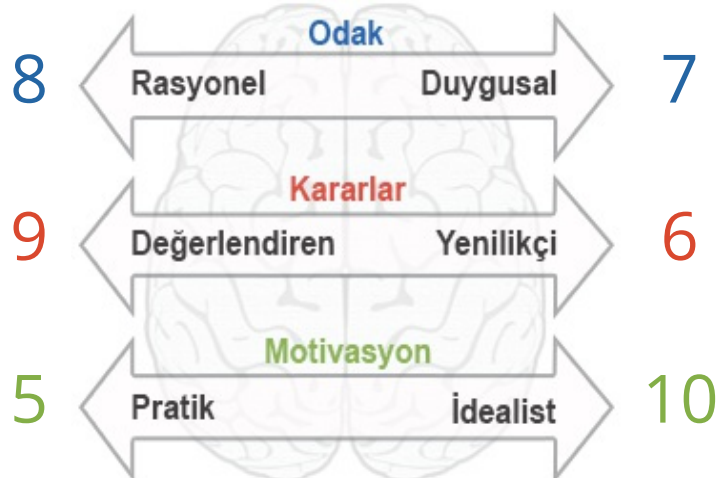 Odak
8 Rasyonel Duygusal 7
Kararlar
9 Değerlendiren Yenilikçi 6
Motivasyon
5 Pratik İdealist 10